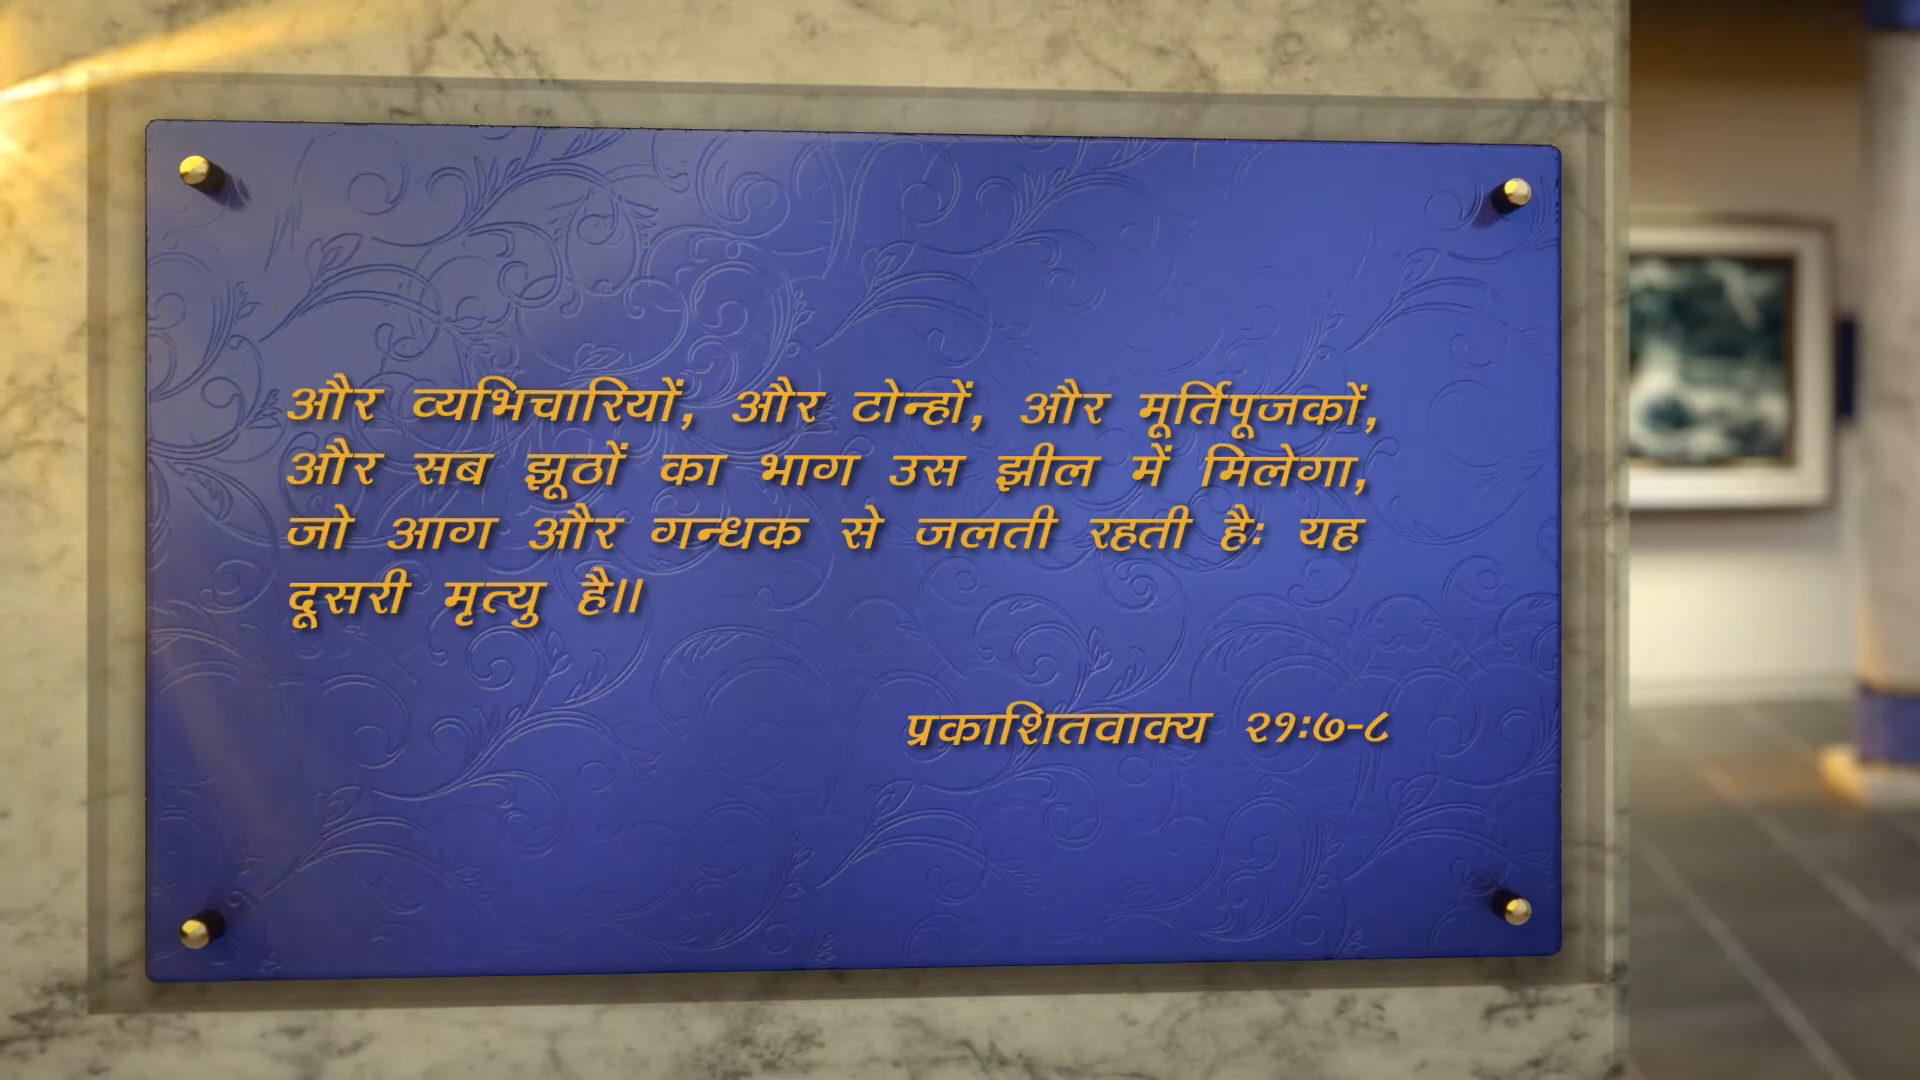 और व्यभिचारियों, और टोन्हों, और मूर्तिपूजकों,
और सब झूठों का भाग उस झील में मिलेगा,
जो आग और गन्धक से जलती रहती हैः यह
दूसरी मृत्यु है॥
प्रकाशितवाक्य २१:७-८